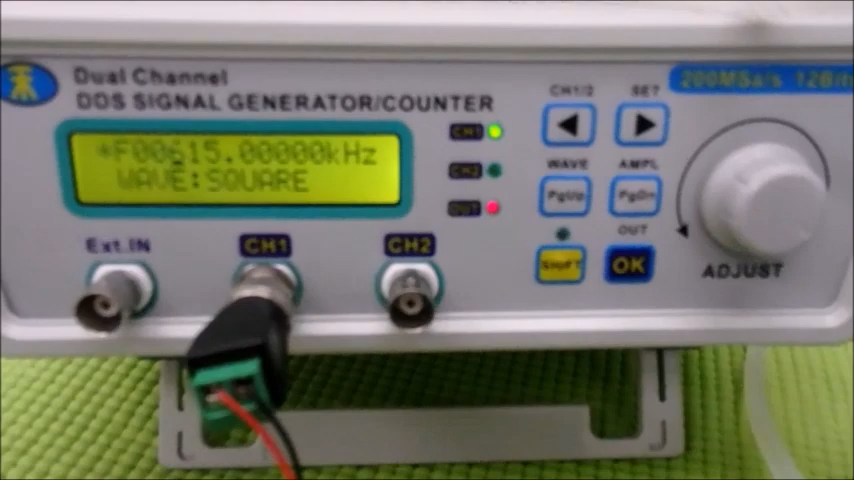 Dual Channel
DDS SIGNAL GENERATOR/COUNTER
200MSa/s 12Bit
CH1/2 SET
*F00615.00000kHz
WAVE:SQUARE
CH1
CH2
OUT
WAVE AMPL
PgUp PgDn
OUT
SHIFT OK
ADJUST
Ext.IN CH1 CH2